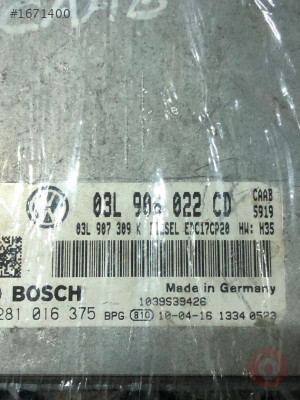 #1671400
CAAB
03L 906 022 CD
CAAB
5919
03L 907 309 K DIESEL EDC17CP20 HW: H35
Made in Germany
BOSCH
1039S39426
281 016 375
BPG 810 10-04-16 1334 0523